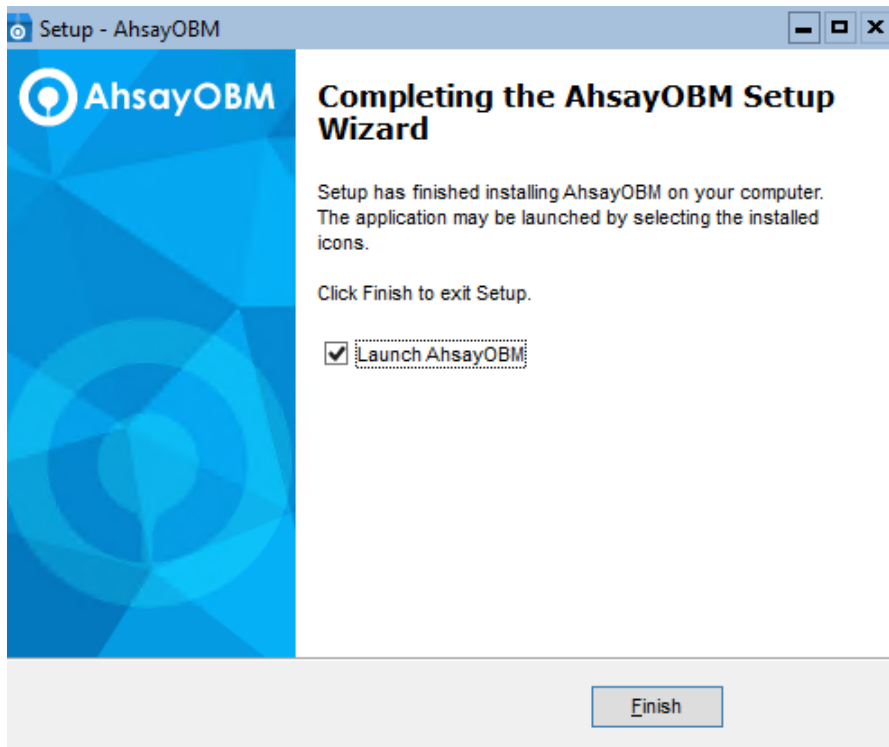 Setup - AhsayOBM
AhsayOBM
Completing the AhsayOBM Setup
Wizard
Setup has finished installing AhsayOBM on your computer.
The application may be launched by selecting the installed
icons.
Click Finish to exit Setup.
Launch AhsayOBM
Finish